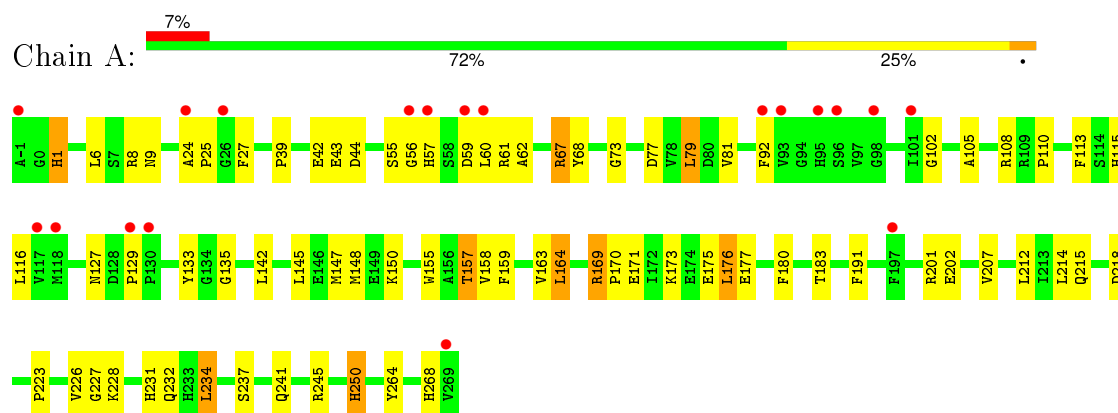 7%
Chain A:
72% 25% •
A-1 G0 H1 L6 S7 R8 N9 A24 P25 G26 F27 P39 E42 E43 D44 S55 G56 H57 S58 D59 L60 R61 A62 R67 Y68 G73 D77 V78 L79 D80 V81 F92 V93 G94 H95 S96 V97 G98 I101 G102 A105 R108 R109 P110 F113 S114 H115
L116 V117 M118 N127 D128 P129 P130 Y133 G134 G135 L142 L145 E146 M147 M148 E149 K150 W155 A156 T157 V158 F159 V163 L164 R169 P170 E171 I172 K173 E174 E175 L176 E177 F180 T183 F191 F197 R201 E202 V207 L212 I213 L214 Q215
P223 V226 G227 K228 H231 Q232 H233 L234 S237 Q241 R245 H250 Y264 H268 V269